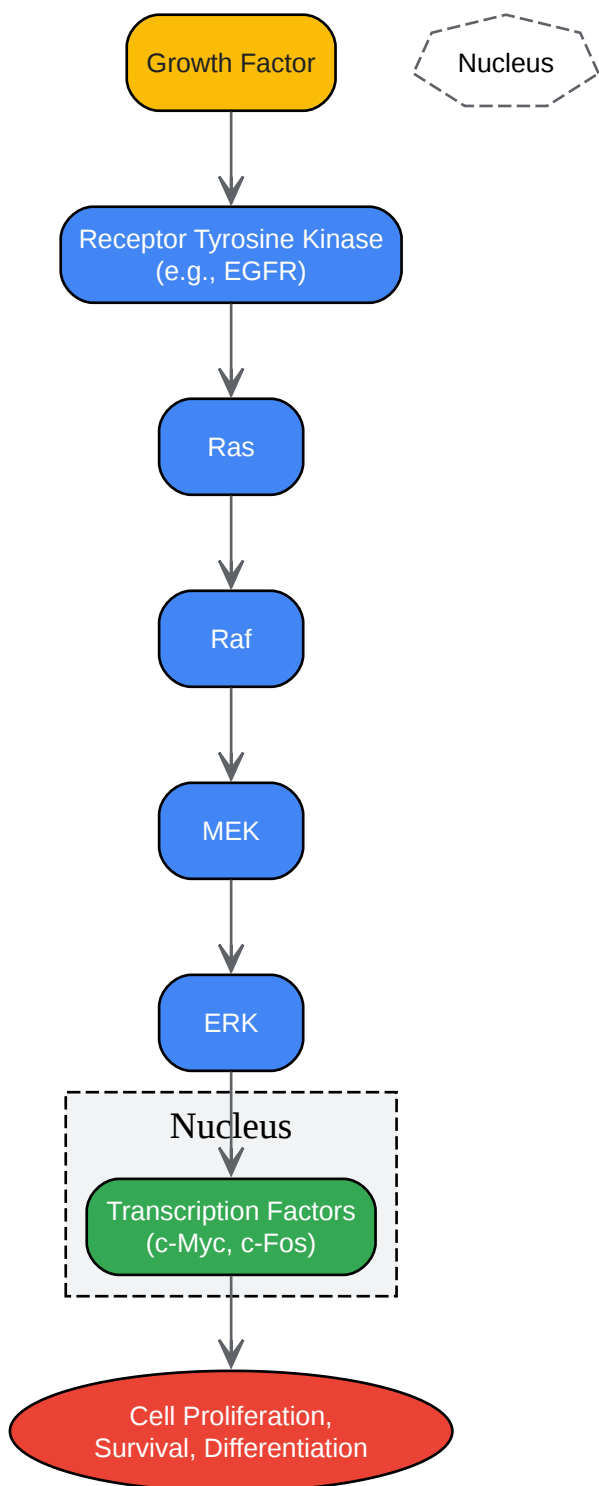 Growth Factor
Nucleus
Receptor Tyrosine Kinase
(e.g., EGFR)
Ras
Raf
MEK
ERK
Nucleus
Transcription Factors
(c-Myc, c-Fos)
Cell Proliferation,
Survival, Differentiation